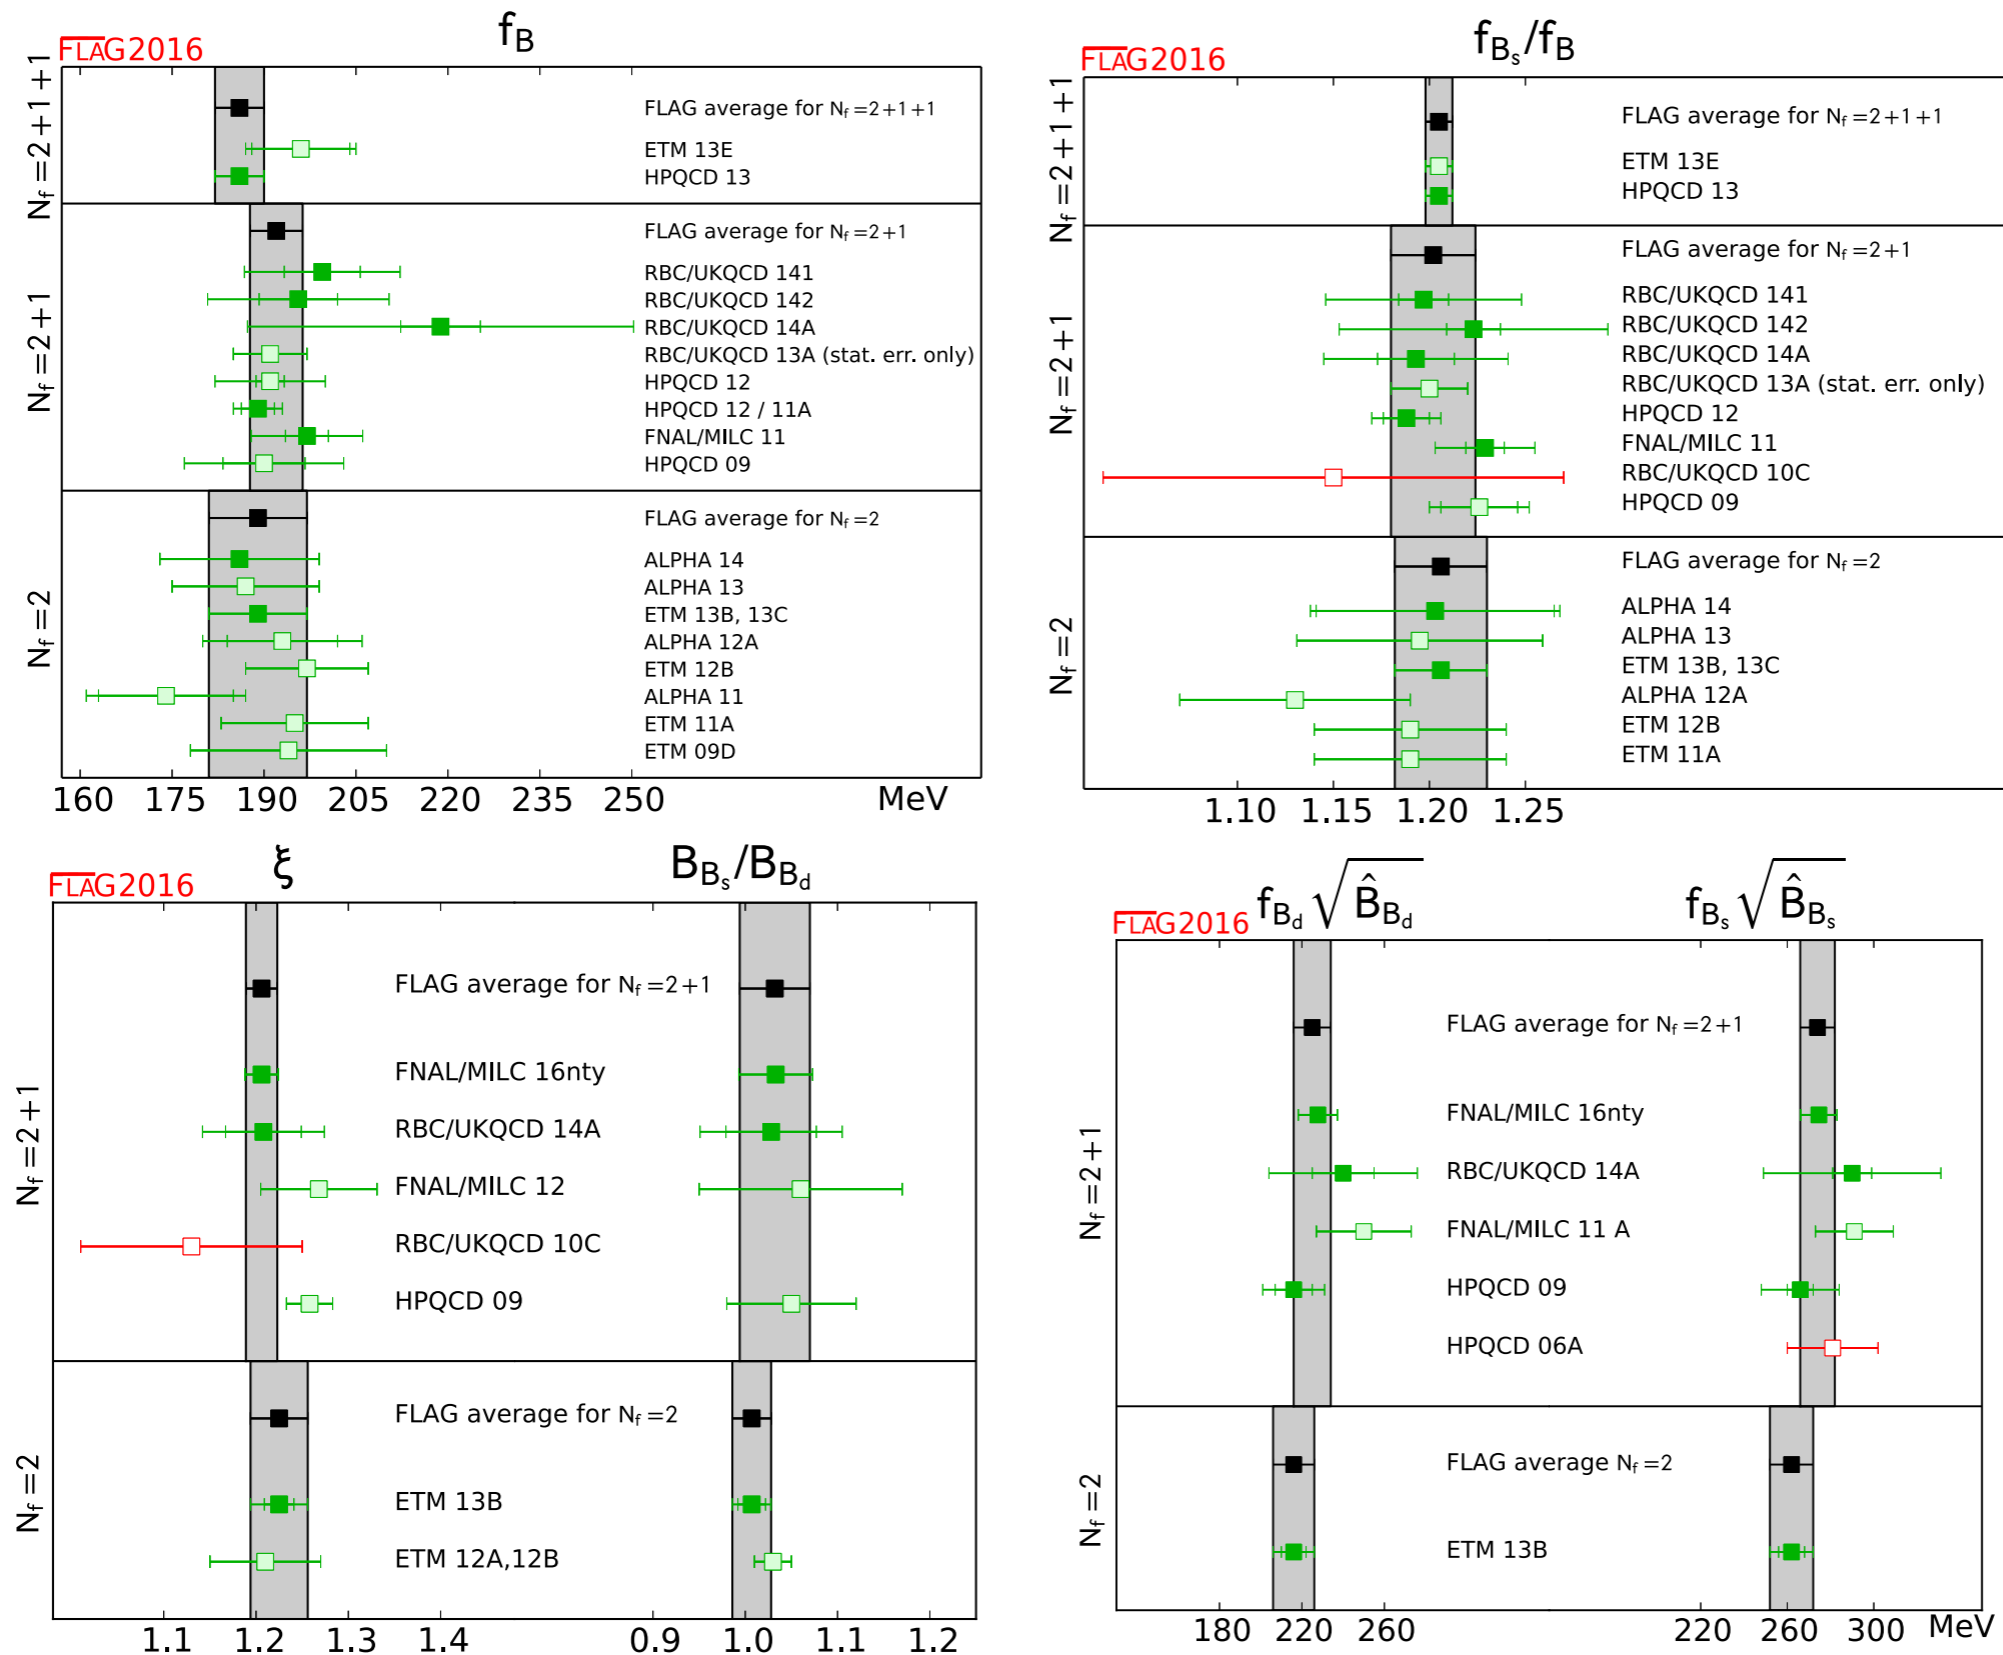 f_B
FLAG2016
N_f=2+1+1
FLAG average for N_f=2+1+1
ETM 13E
HPQCD 13
N_f=2+1
FLAG average for N_f=2+1
RBC/UKQCD 141
RBC/UKQCD 142
RBC/UKQCD 14A
RBC/UKQCD 13A (stat. err. only)
HPQCD 12
HPQCD 12 / 11A
FNAL/MILC 11
HPQCD 09
N_f=2
FLAG average for N_f=2
ALPHA 14
ALPHA 13
ETM 13B, 13C
ALPHA 12A
ETM 12B
ALPHA 11
ETM 11A
ETM 09D
160 175 190 205 220 235 250 MeV
f_{B_s}/f_B
FLAG2016
N_f=2+1+1
FLAG average for N_f=2+1+1
ETM 13E
HPQCD 13
N_f=2+1
FLAG average for N_f=2+1
RBC/UKQCD 141
RBC/UKQCD 142
RBC/UKQCD 14A
RBC/UKQCD 13A (stat. err. only)
HPQCD 12
FNAL/MILC 11
RBC/UKQCD 10C
HPQCD 09
N_f=2
FLAG average for N_f=2
ALPHA 14
ALPHA 13
ETM 13B, 13C
ALPHA 12A
ETM 12B
ETM 11A
1.10 1.15 1.20 1.25
ξ B_{B_s}/B_{B_d}
FLAG2016
N_f=2+1
FLAG average for N_f=2+1
FNAL/MILC 16nty
RBC/UKQCD 14A
FNAL/MILC 12
RBC/UKQCD 10C
HPQCD 09
N_f=2
FLAG average for N_f=2
ETM 13B
ETM 12A,12B
1.1 1.2 1.3 1.4 0.9 1.0 1.1 1.2
f_{B_d}√B̂_{B_d} f_{B_s}√B̂_{B_s}
FLAG2016
N_f=2+1
FLAG average for N_f=2+1
FNAL/MILC 16nty
RBC/UKQCD 14A
FNAL/MILC 11 A
HPQCD 09
HPQCD 06A
N_f=2
FLAG average N_f=2
ETM 13B
180 220 260 220 260 300 MeV